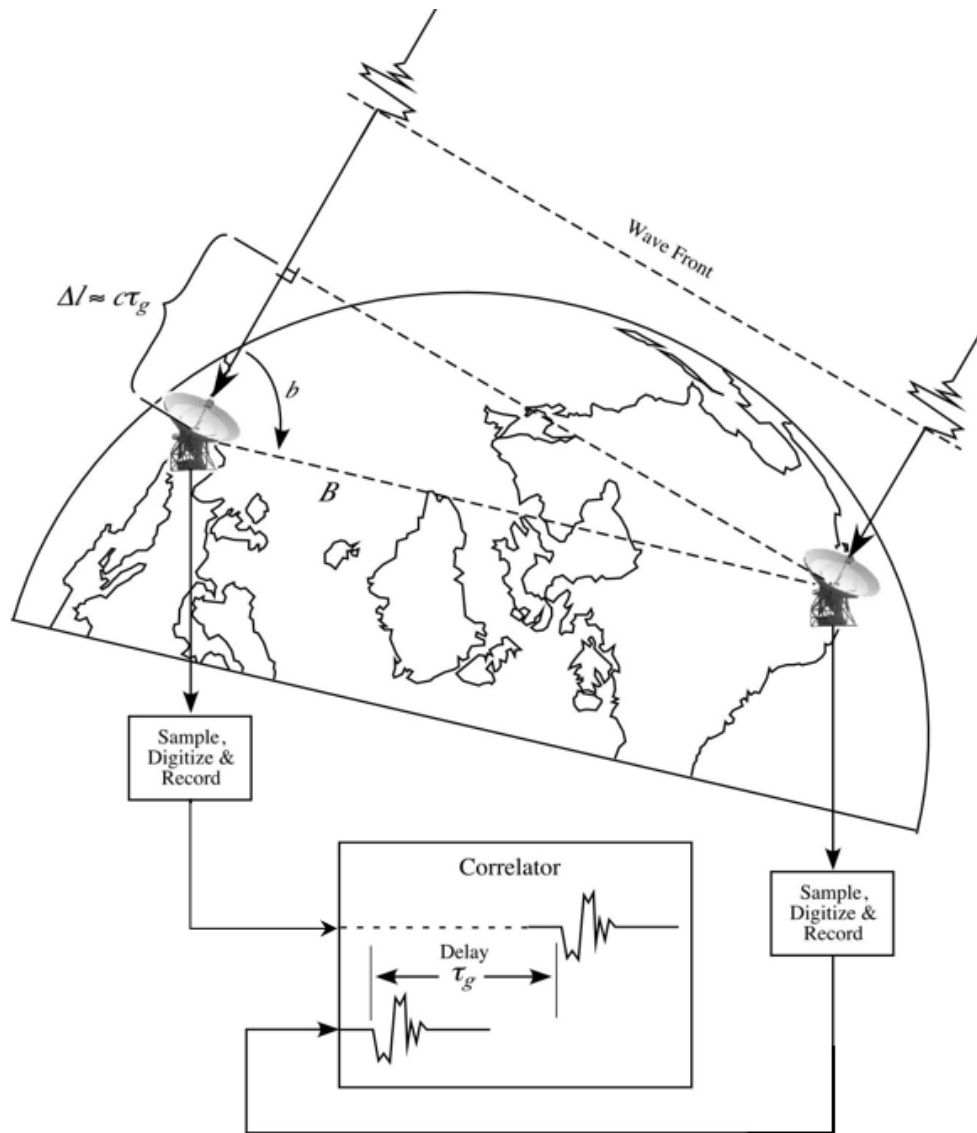 Wave Front
Δl ≈ cτg
b
B
Sample,
Digitize &
Record
Correlator
Delay
τg
Sample,
Digitize &
Record